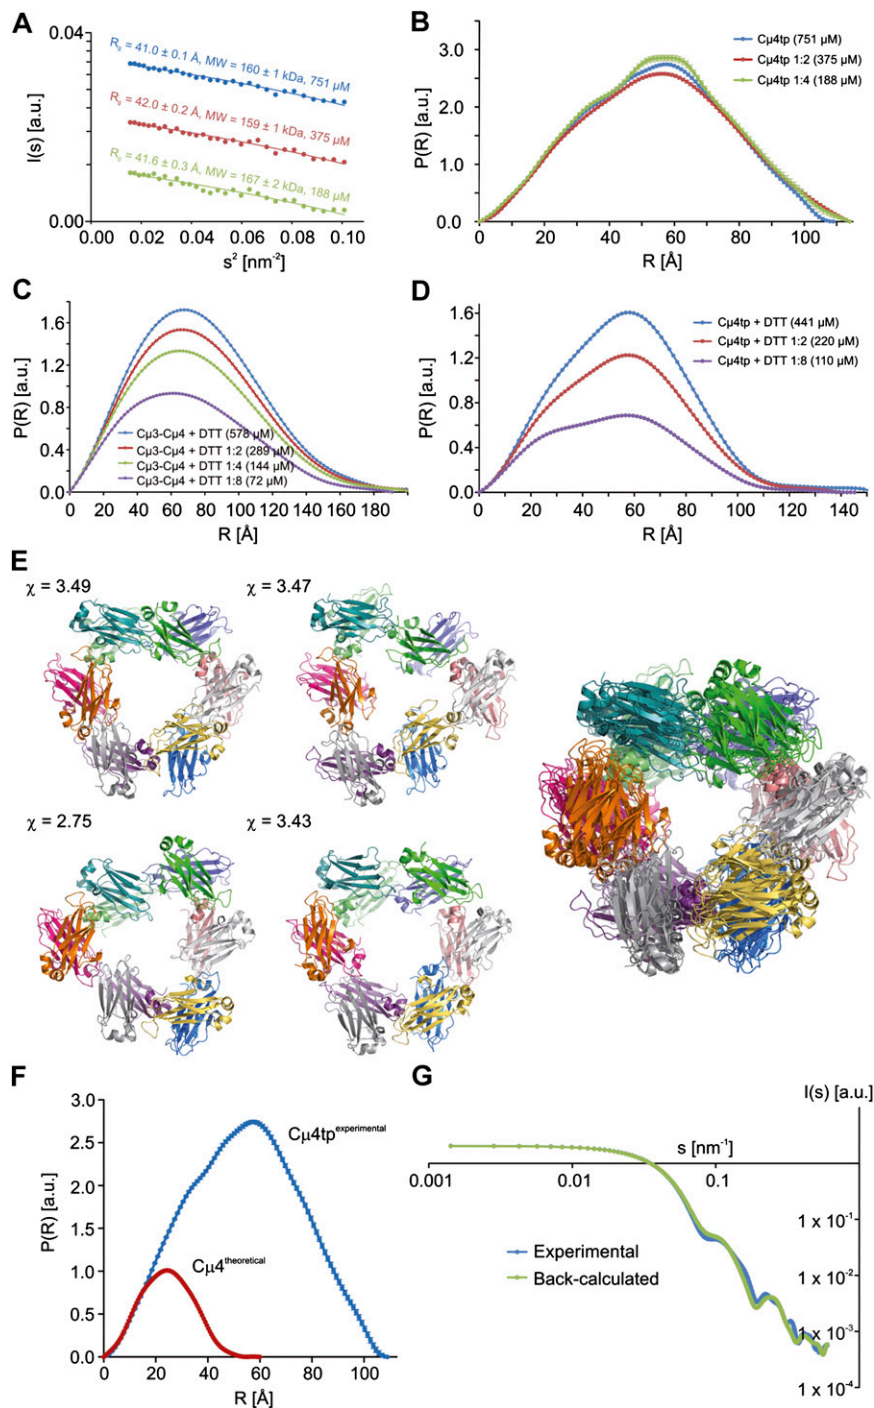 A
0.04
I(s) [a.u.]
0.00
Rg = 41.0 ± 0.1 Å, MW = 160 ± 1 kDa, 751 µM
Rg = 42.0 ± 0.2 Å, MW = 159 ± 1 kDa, 375 µM
Rg = 41.6 ± 0.3 Å, MW = 167 ± 2 kDa, 188 µM
0.00 0.02 0.04 0.06 0.08 0.10
s² [nm⁻²]
B
P(R) [a.u.]
3.0
2.0
1.0
0.0
Cµ4tp (751 µM)
Cµ4tp 1:2 (375 µM)
Cµ4tp 1:4 (188 µM)
0 20 40 60 80 100
R [Å]
C
P(R) [a.u.]
1.6
1.2
0.8
0.4
0.0
Cµ3-Cµ4 + DTT (578 µM)
Cµ3-Cµ4 + DTT 1:2 (289 µM)
Cµ3-Cµ4 + DTT 1:4 (144 µM)
Cµ3-Cµ4 + DTT 1:8 (72 µM)
0 20 40 60 80 100 120 140 160 190 200
R [Å]
D
P(R) [a.u.]
1.6
1.2
0.8
0.4
0.0
Cµ4tp + DTT (441 µM)
Cµ4tp + DTT 1:2 (220 µM)
Cµ4tp + DTT 1:8 (110 µM)
0 20 40 60 80 100 120 140
R [Å]
E
χ = 3.49
χ = 3.47
χ = 2.75
χ = 3.43
F
P(R) [a.u.]
3.0
2.5
2.0
1.5
1.0
0.5
0.0
Cµ4tp experimental
Cµ4 theoretical
0 20 40 60 80 100
R [Å]
G
I(s) [a.u.]
s [nm⁻¹]
0.001 0.01 0.1
1 x 10⁻¹
1 x 10⁻²
1 x 10⁻³
1 x 10⁻⁴
Experimental
Back-calculated